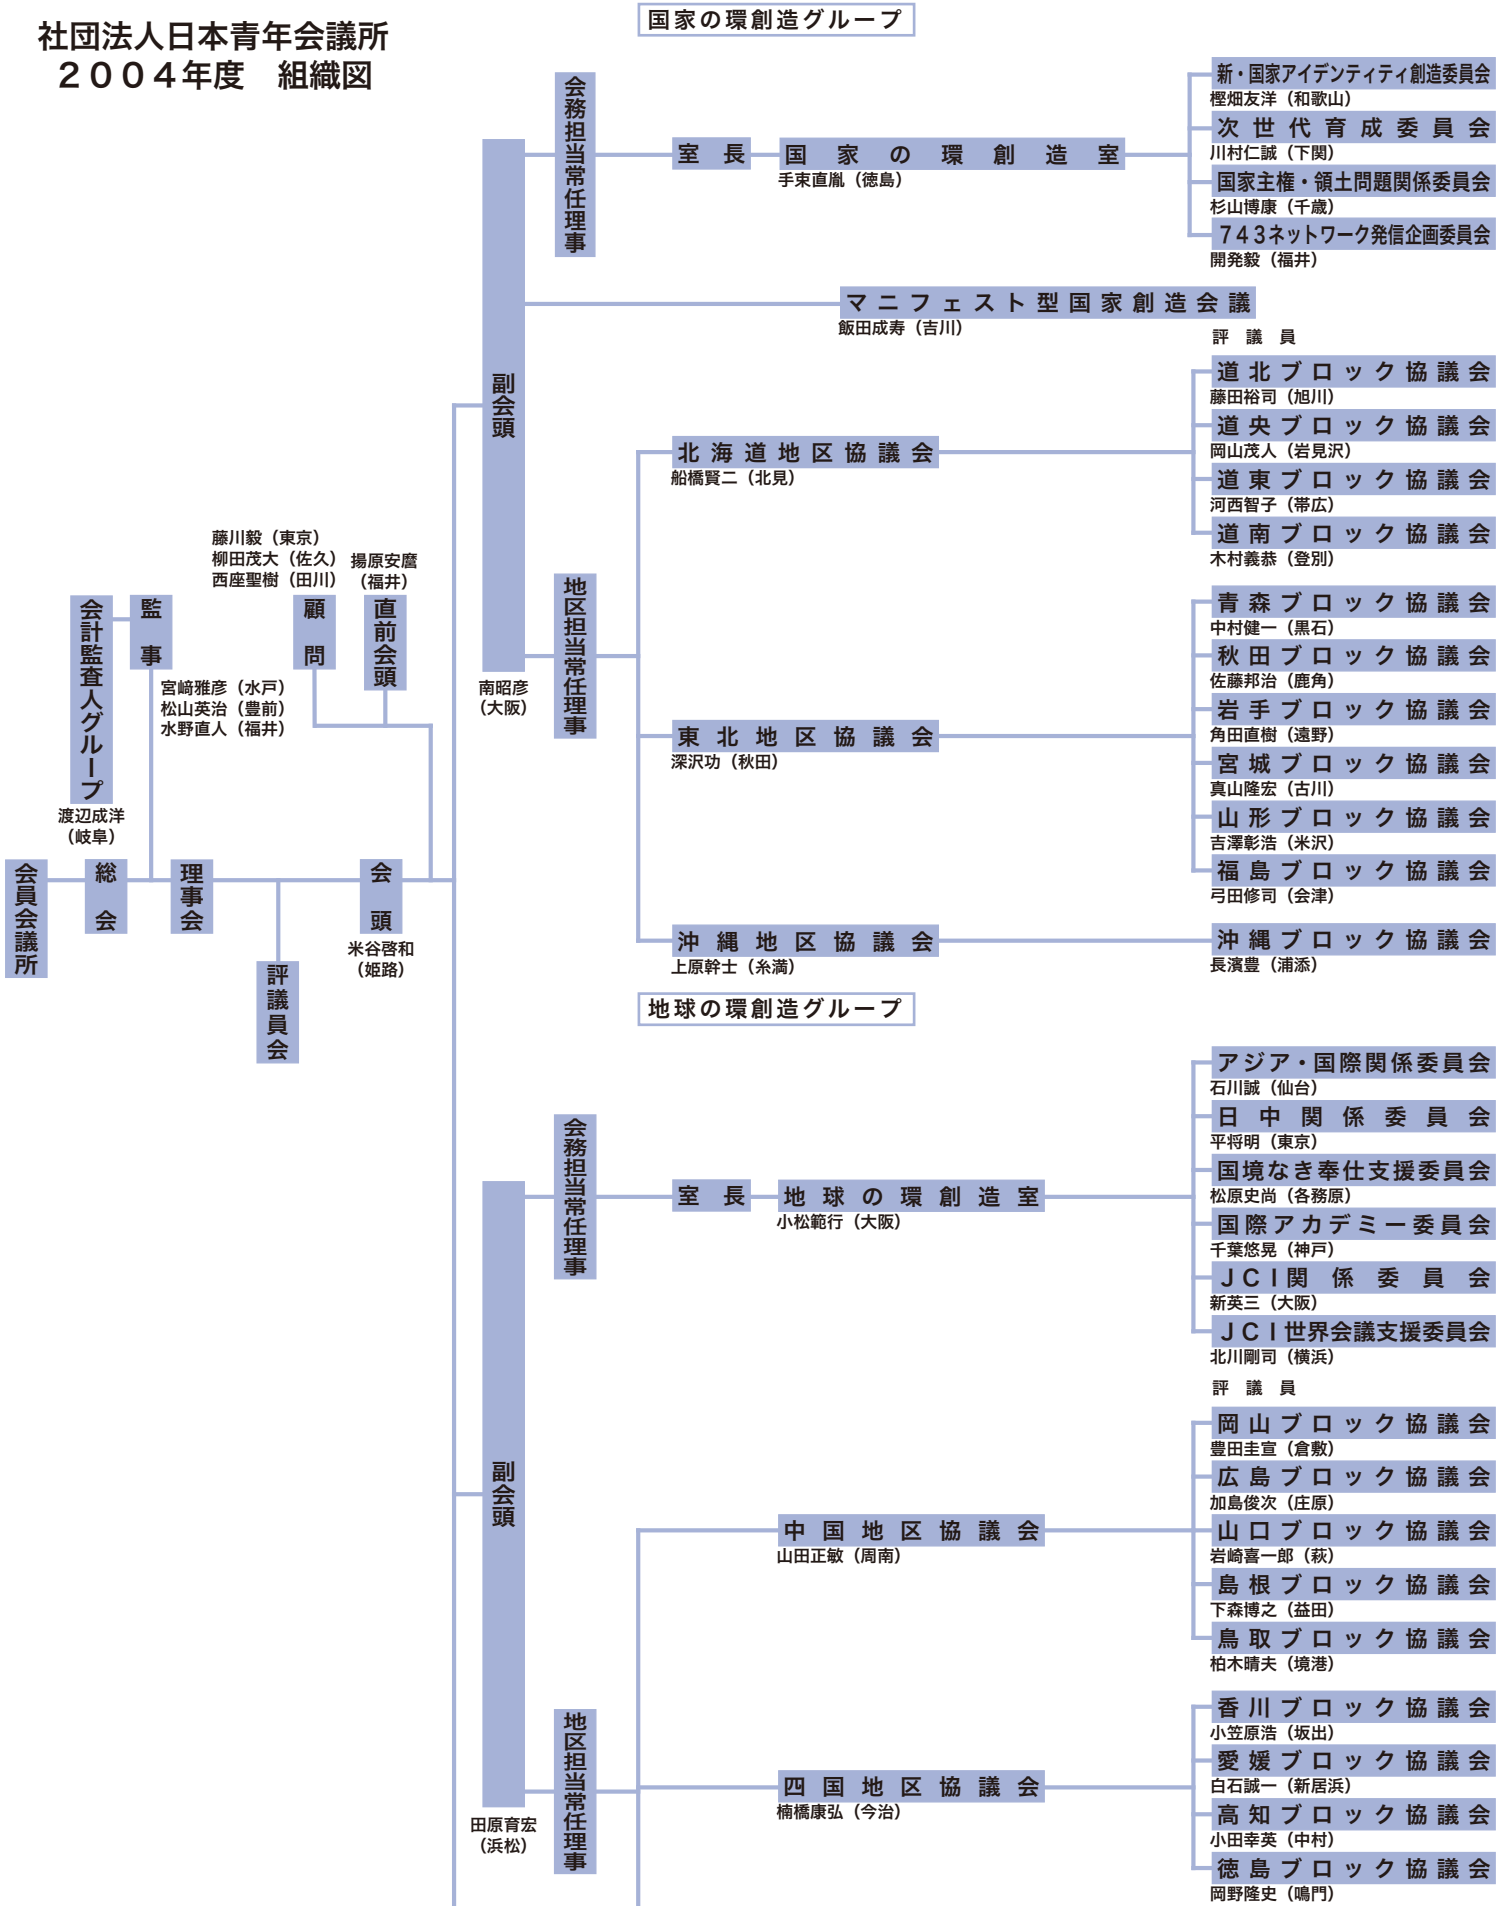 社団法人日本青年会議所
２００４年度　組織図
国家の環創造グループ
会務担当常任理事
室長
国家の環創造室
手束直胤（徳島）
新・国家アイデンティティ創造委員会
樫畑友洋（和歌山）
次世代育成委員会
川村仁誠（下関）
国家主権・領土問題関係委員会
杉山博康（千歳）
７４３ネットワーク発信企画委員会
開発毅（福井）
マニフェスト型国家創造会議
飯田成寿（吉川）
評議員
副会頭
南昭彦
（大阪）
地区担当常任理事
北海道地区協議会
船橋賢二（北見）
道北ブロック協議会
藤田裕司（旭川）
道央ブロック協議会
岡山茂人（岩見沢）
道東ブロック協議会
河西智子（帯広）
道南ブロック協議会
木村義恭（登別）
東北地区協議会
深沢功（秋田）
青森ブロック協議会
中村健一（黒石）
秋田ブロック協議会
佐藤邦治（鹿角）
岩手ブロック協議会
角田直樹（遠野）
宮城ブロック協議会
真山隆宏（古川）
山形ブロック協議会
吉澤彰浩（米沢）
福島ブロック協議会
弓田修司（会津）
沖縄地区協議会
上原幹士（糸満）
沖縄ブロック協議会
長濱豊（浦添）
藤川毅（東京）
柳田茂大（佐久）
西座聖樹（田川）
揚原安麿
（福井）
会計監査人グループ
渡辺成洋
（岐阜）
監事
宮﨑雅彦（水戸）
松山英治（豊前）
水野直人（福井）
顧問
直前会頭
会員会議所
総会
理事会
評議員会
会頭
米谷啓和
（姫路）
地球の環創造グループ
会務担当常任理事
室長
地球の環創造室
小松範行（大阪）
アジア・国際関係委員会
石川誠（仙台）
日中関係委員会
平将明（東京）
国境なき奉仕支援委員会
松原史尚（各務原）
国際アカデミー委員会
千葉悠晃（神戸）
ＪＣＩ関係委員会
新英三（大阪）
ＪＣＩ世界会議支援委員会
北川剛司（横浜）
評議員
副会頭
田原育宏
（浜松）
地区担当常任理事
中国地区協議会
山田正敏（周南）
岡山ブロック協議会
豊田圭宣（倉敷）
広島ブロック協議会
加島俊次（庄原）
山口ブロック協議会
岩崎喜一郎（萩）
島根ブロック協議会
下森博之（益田）
鳥取ブロック協議会
柏木晴夫（境港）
四国地区協議会
楠橋康弘（今治）
香川ブロック協議会
小笠原浩（坂出）
愛媛ブロック協議会
白石誠一（新居浜）
高知ブロック協議会
小田幸英（中村）
徳島ブロック協議会
岡野隆史（鳴門）